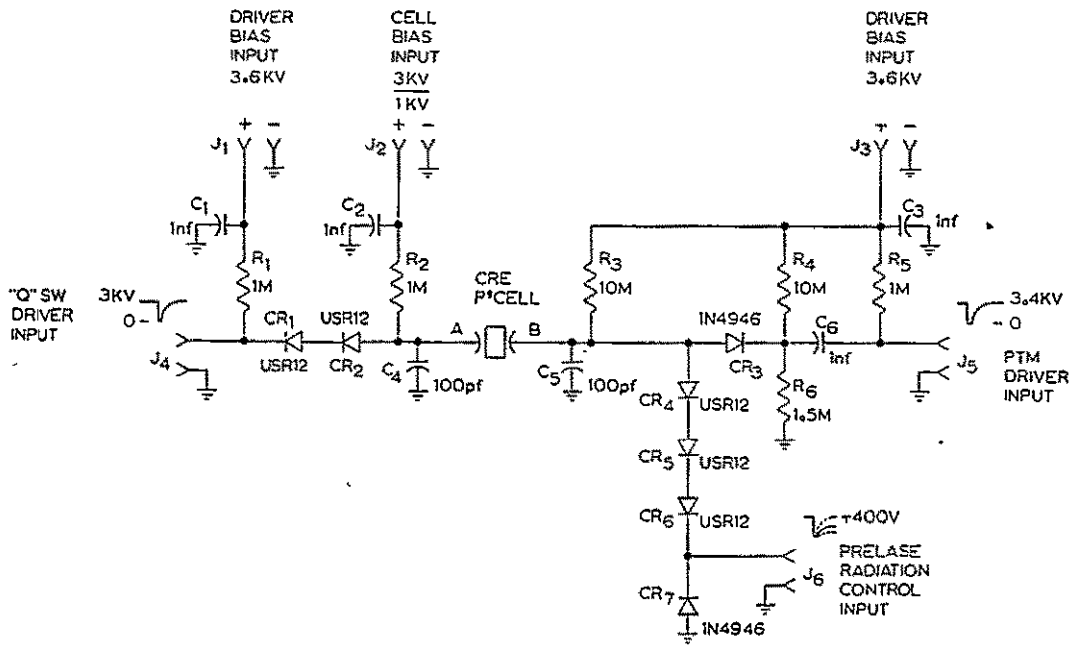 DRIVER
BIAS
INPUT
3.6KV
CELL
BIAS
INPUT
3KV
1KV
DRIVER
BIAS
INPUT
3.6KV
+ -
J1
+ -
J2
+ -
J3
C1
1nf
C2
1nf
C3
1nf
R1
1M
R2
1M
R3
10M
R4
10M
R5
1M
"Q" SW
DRIVER
INPUT
3KV
0-
J4
CR1
USR12
USR12
CR2
CRE
P*CELL
A
B
C4
100pf
C5
100pf
1N4946
CR3
C6
1nf
R6
1.5M
3.4KV
- 0
J5
PTM
DRIVER
INPUT
CR4
USR12
CR5
USR12
CR6
USR12
+400V
PRELASE
RADIATION
CONTROL
INPUT
J6
CR7
1N4946